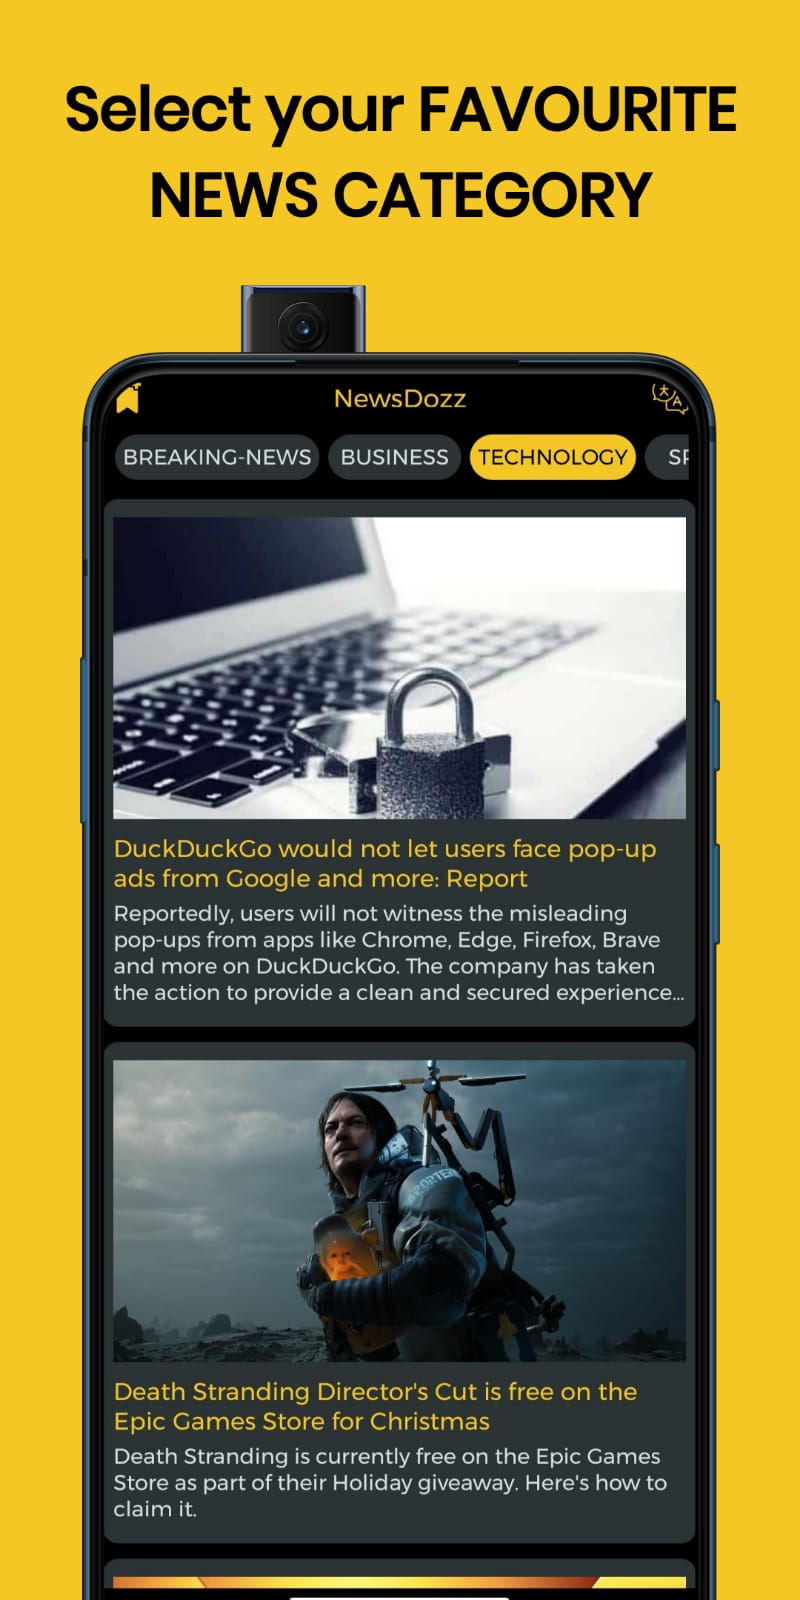 Select your FAVOURITE
NEWS CATEGORY
NewsDozz
BREAKING-NEWS BUSINESS TECHNOLOGY
DuckDuckGo would not let users face pop-up
ads from Google and more: Report
Reportedly, users will not witness the misleading
pop-ups from apps like Chrome, Edge, Firefox, Brave
and more on DuckDuckGo. The company has taken
the action to provide a clean and secured experience...
PORTER
Death Stranding Director's Cut is free on the
Epic Games Store for Christmas
Death Stranding is currently free on the Epic Games
Store as part of their Holiday giveaway. Here's how to
claim it.